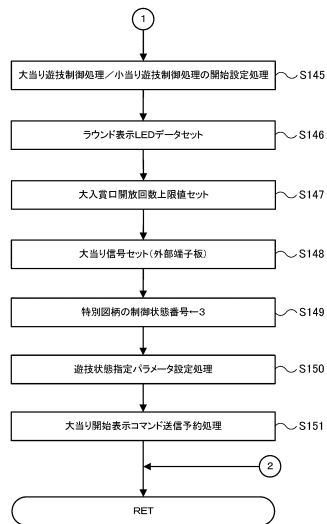 1
大当り遊技制御処理／小当り遊技制御処理の開始設定処理
S145
ラウンド表示LEDデータセット
S146
大入賞口開放回数上限値セット
S147
大当り信号セット(外部端子板)
S148
特別図柄の制御状態番号←3
S149
遊技状態指定パラメータ設定処理
S150
大当り開始表示コマンド送信予約処理
S151
2
RET